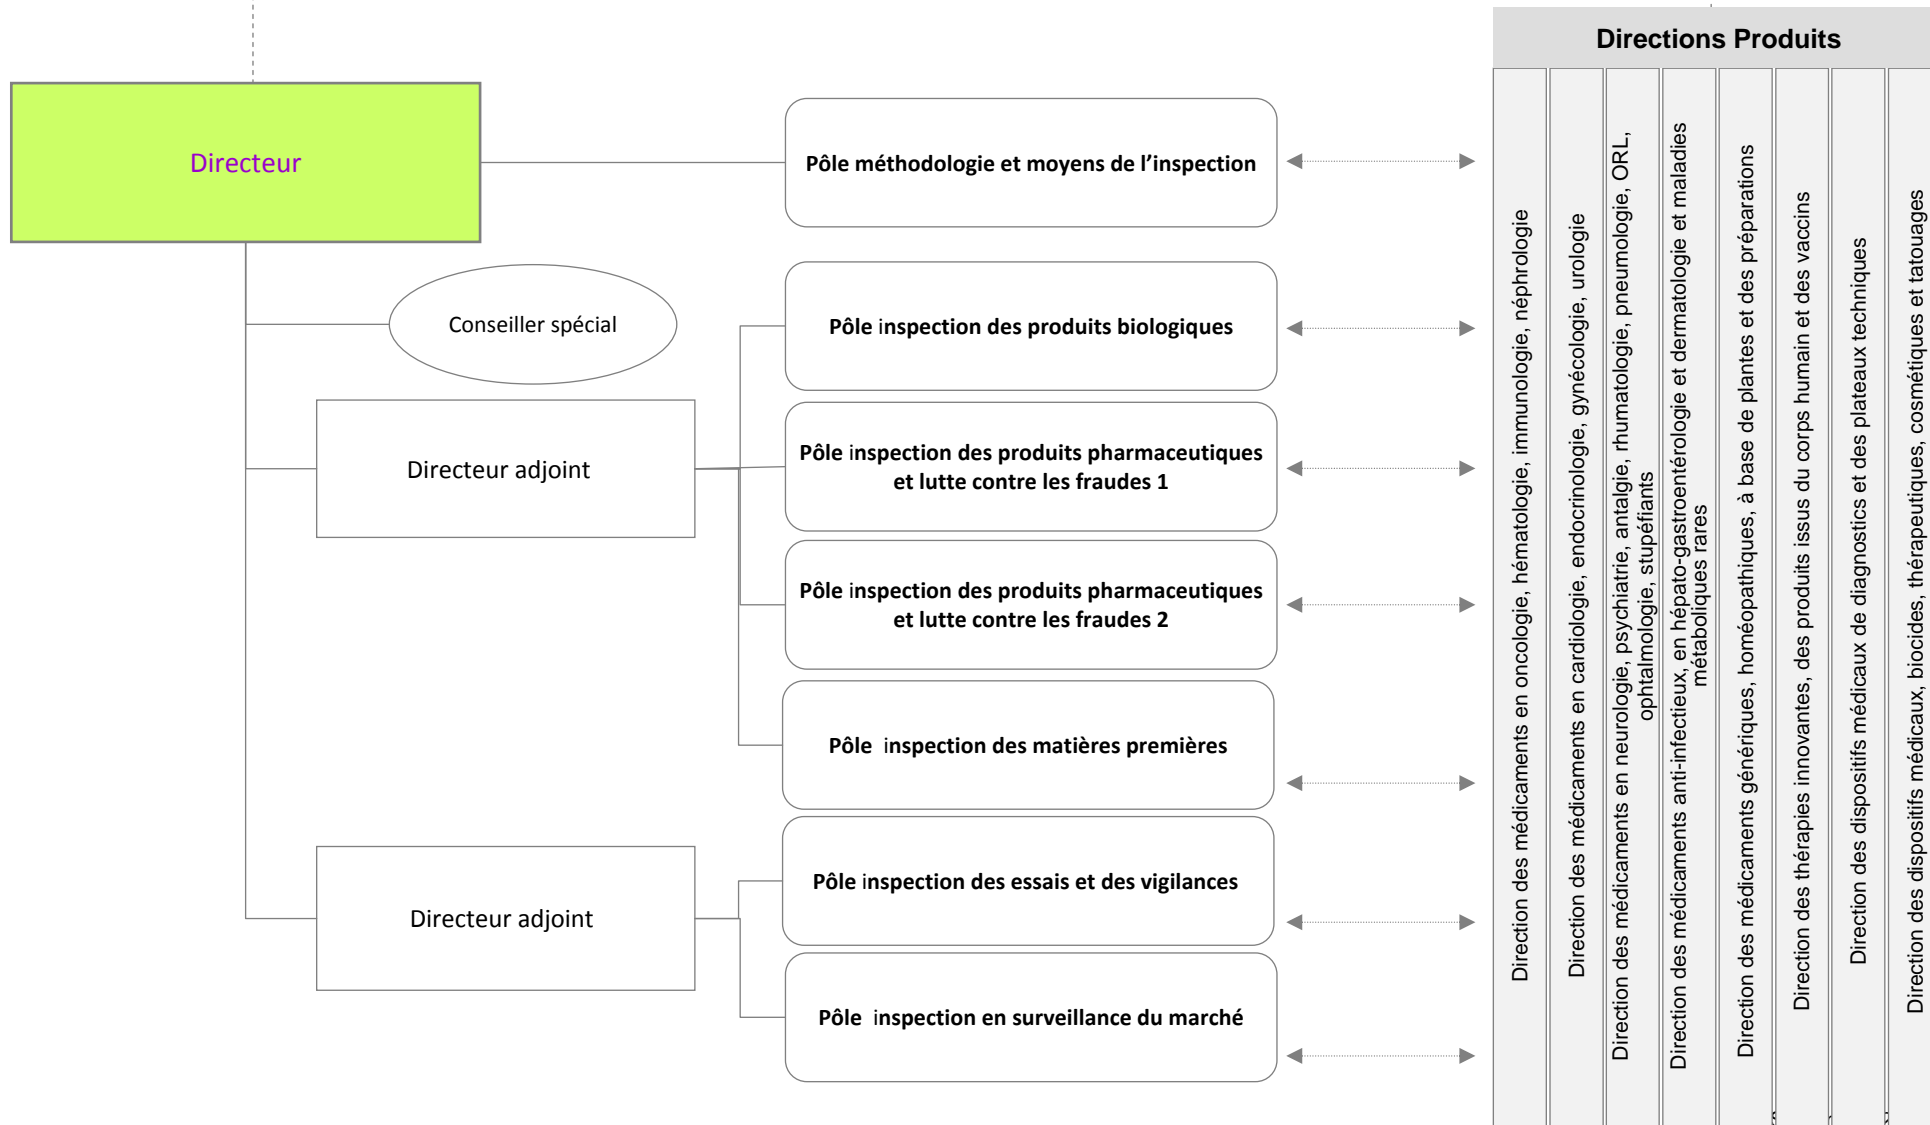 Directions Produits
Directeur
Pôle méthodologie et moyens de l’inspection
Conseiller spécial
Pôle inspection des produits biologiques
Directeur adjoint
Pôle inspection des produits pharmaceutiques
et lutte contre les fraudes 1
Pôle inspection des produits pharmaceutiques
et lutte contre les fraudes 2
Pôle inspection des matières premières
Directeur adjoint
Pôle inspection des essais et des vigilances
Pôle inspection en surveillance du marché
Direction des médicaments en oncologie, hématologie, immunologie, néphrologie
Direction des médicaments en cardiologie, endocrinologie, gynécologie, urologie
Direction des médicaments en neurologie, psychiatrie, antalgie, rhumatologie, pneumologie, ORL,
ophtalmologie, stupéfiants
Direction des médicaments anti-infectieux, en hépato-gastroentérologie et dermatologie et maladies
métaboliques rares
Direction des médicaments génériques, homéopathiques, à base de plantes et des préparations
Direction des thérapies innovantes, des produits issus du corps humain et des vaccins
Direction des dispositifs médicaux de diagnostics et des plateaux techniques
Direction des dispositifs médicaux, biocides, thérapeutiques, cosmétiques et tatouages